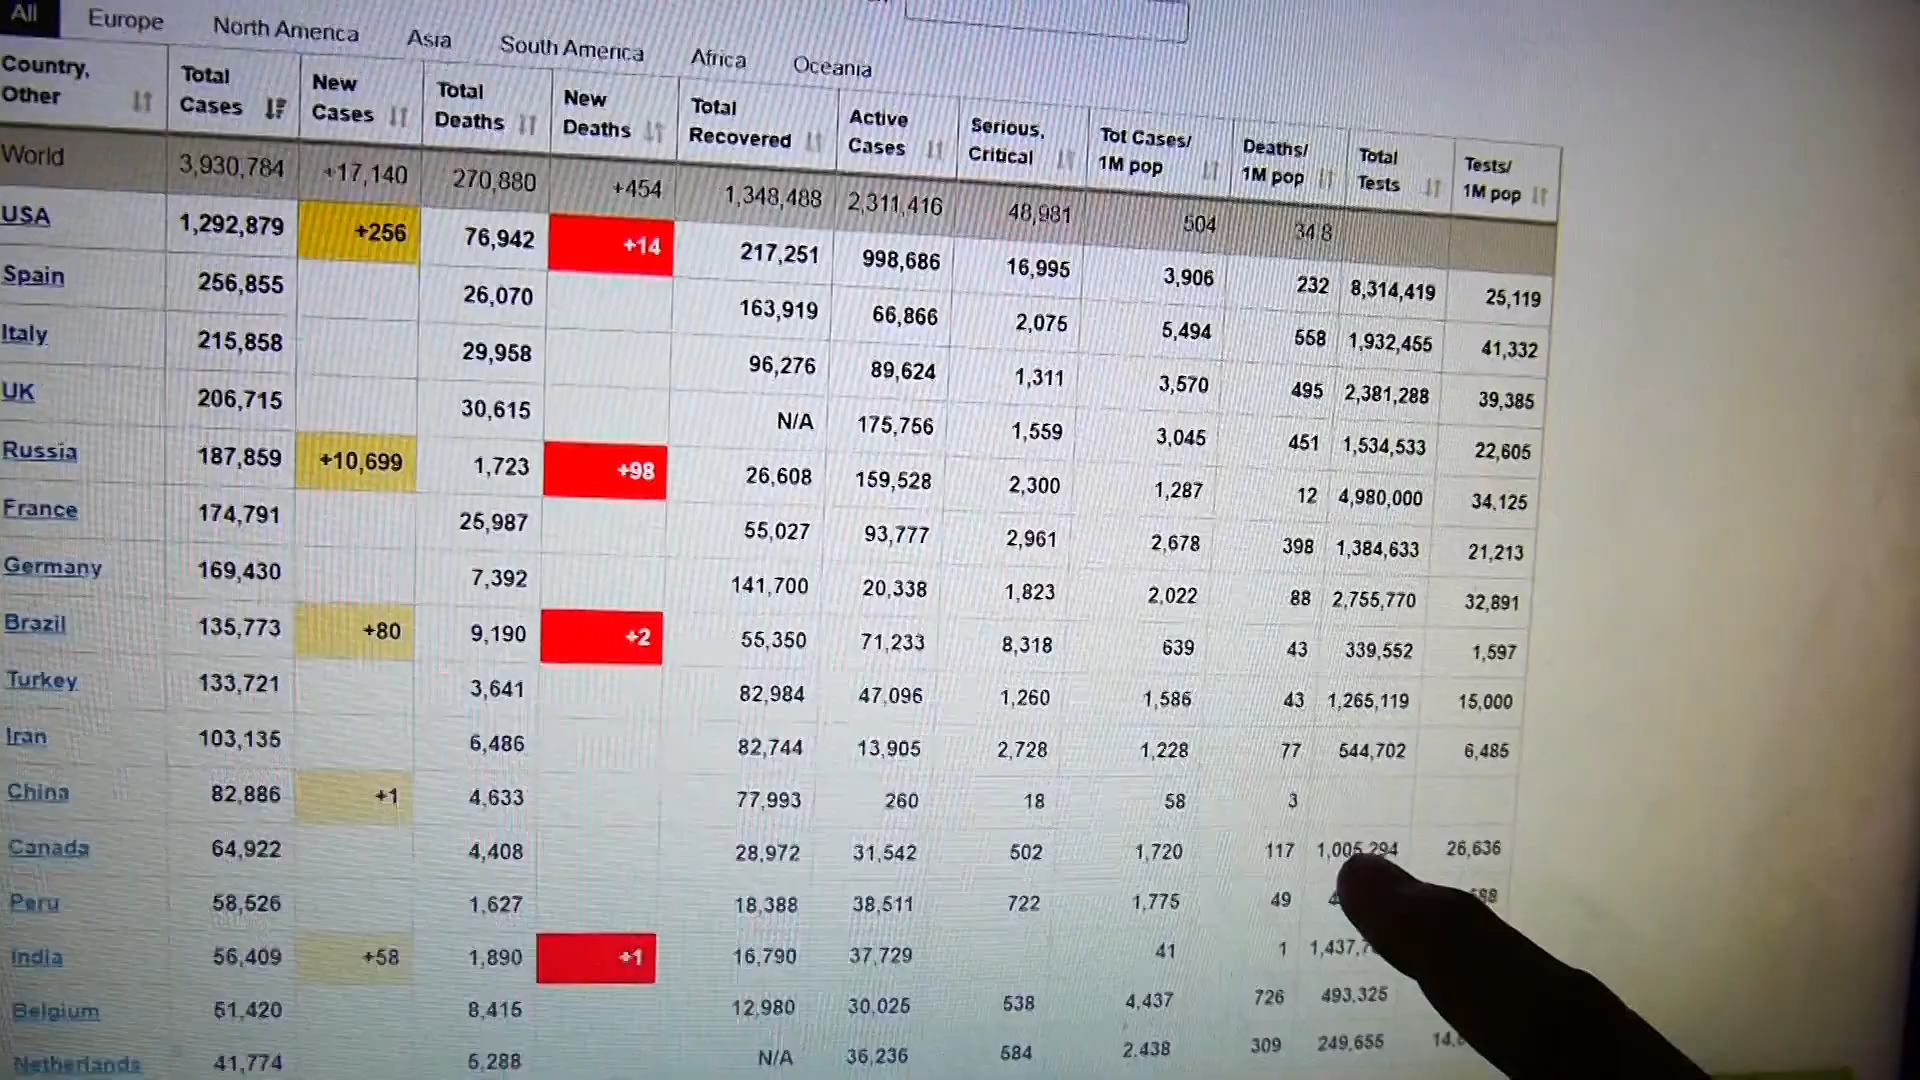 All Europe North America Asia South America Africa Oceania
Country, Other Total Cases New Cases Total Deaths New Deaths Total Recovered Active Cases Serious, Critical Tot Cases/ 1M pop Deaths/ 1M pop Total Tests Tests/ 1M pop
World 3,930,784 +17,140 270,880 +454 1,348,488 2,311,416 48,981 504 34.8
USA 1,292,879 +256 76,942 +14 217,251 998,686 16,995 3,906 232 8,314,419 25,119
Spain 256,855 26,070 163,919 66,866 2,075 5,494 558 1,932,455 41,332
Italy 215,858 29,958 96,276 89,624 1,311 3,570 495 2,381,288 39,385
UK 206,715 30,615 N/A 175,756 1,559 3,045 451 1,534,533 22,605
Russia 187,859 +10,699 1,723 +98 26,608 159,528 2,300 1,287 12 4,980,000 34,125
France 174,791 25,987 55,027 93,777 2,961 2,678 398 1,384,633 21,213
Germany 169,430 7,392 141,700 20,338 1,823 2,022 88 2,755,770 32,891
Brazil 135,773 +80 9,190 +2 55,350 71,233 8,318 639 43 339,552 1,597
Turkey 133,721 3,641 82,984 47,096 1,260 1,586 43 1,265,119 15,000
Iran 103,135 6,486 82,744 13,905 2,728 1,228 77 544,702 6,485
China 82,886 +1 4,633 77,993 260 18 58 3
Canada 64,922 4,408 28,972 31,542 502 1,720 117 1,005,294 26,636
Peru 58,526 1,627 18,388 38,511 722 1,775 49
India 56,409 +58 1,890 +1 16,790 37,729 41 1
Belgium 51,420 8,415 12,980 30,025 538 4,437 726 493,325
Netherlands 41,774 5,288 N/A 36,236 584 2,438 309 249,655